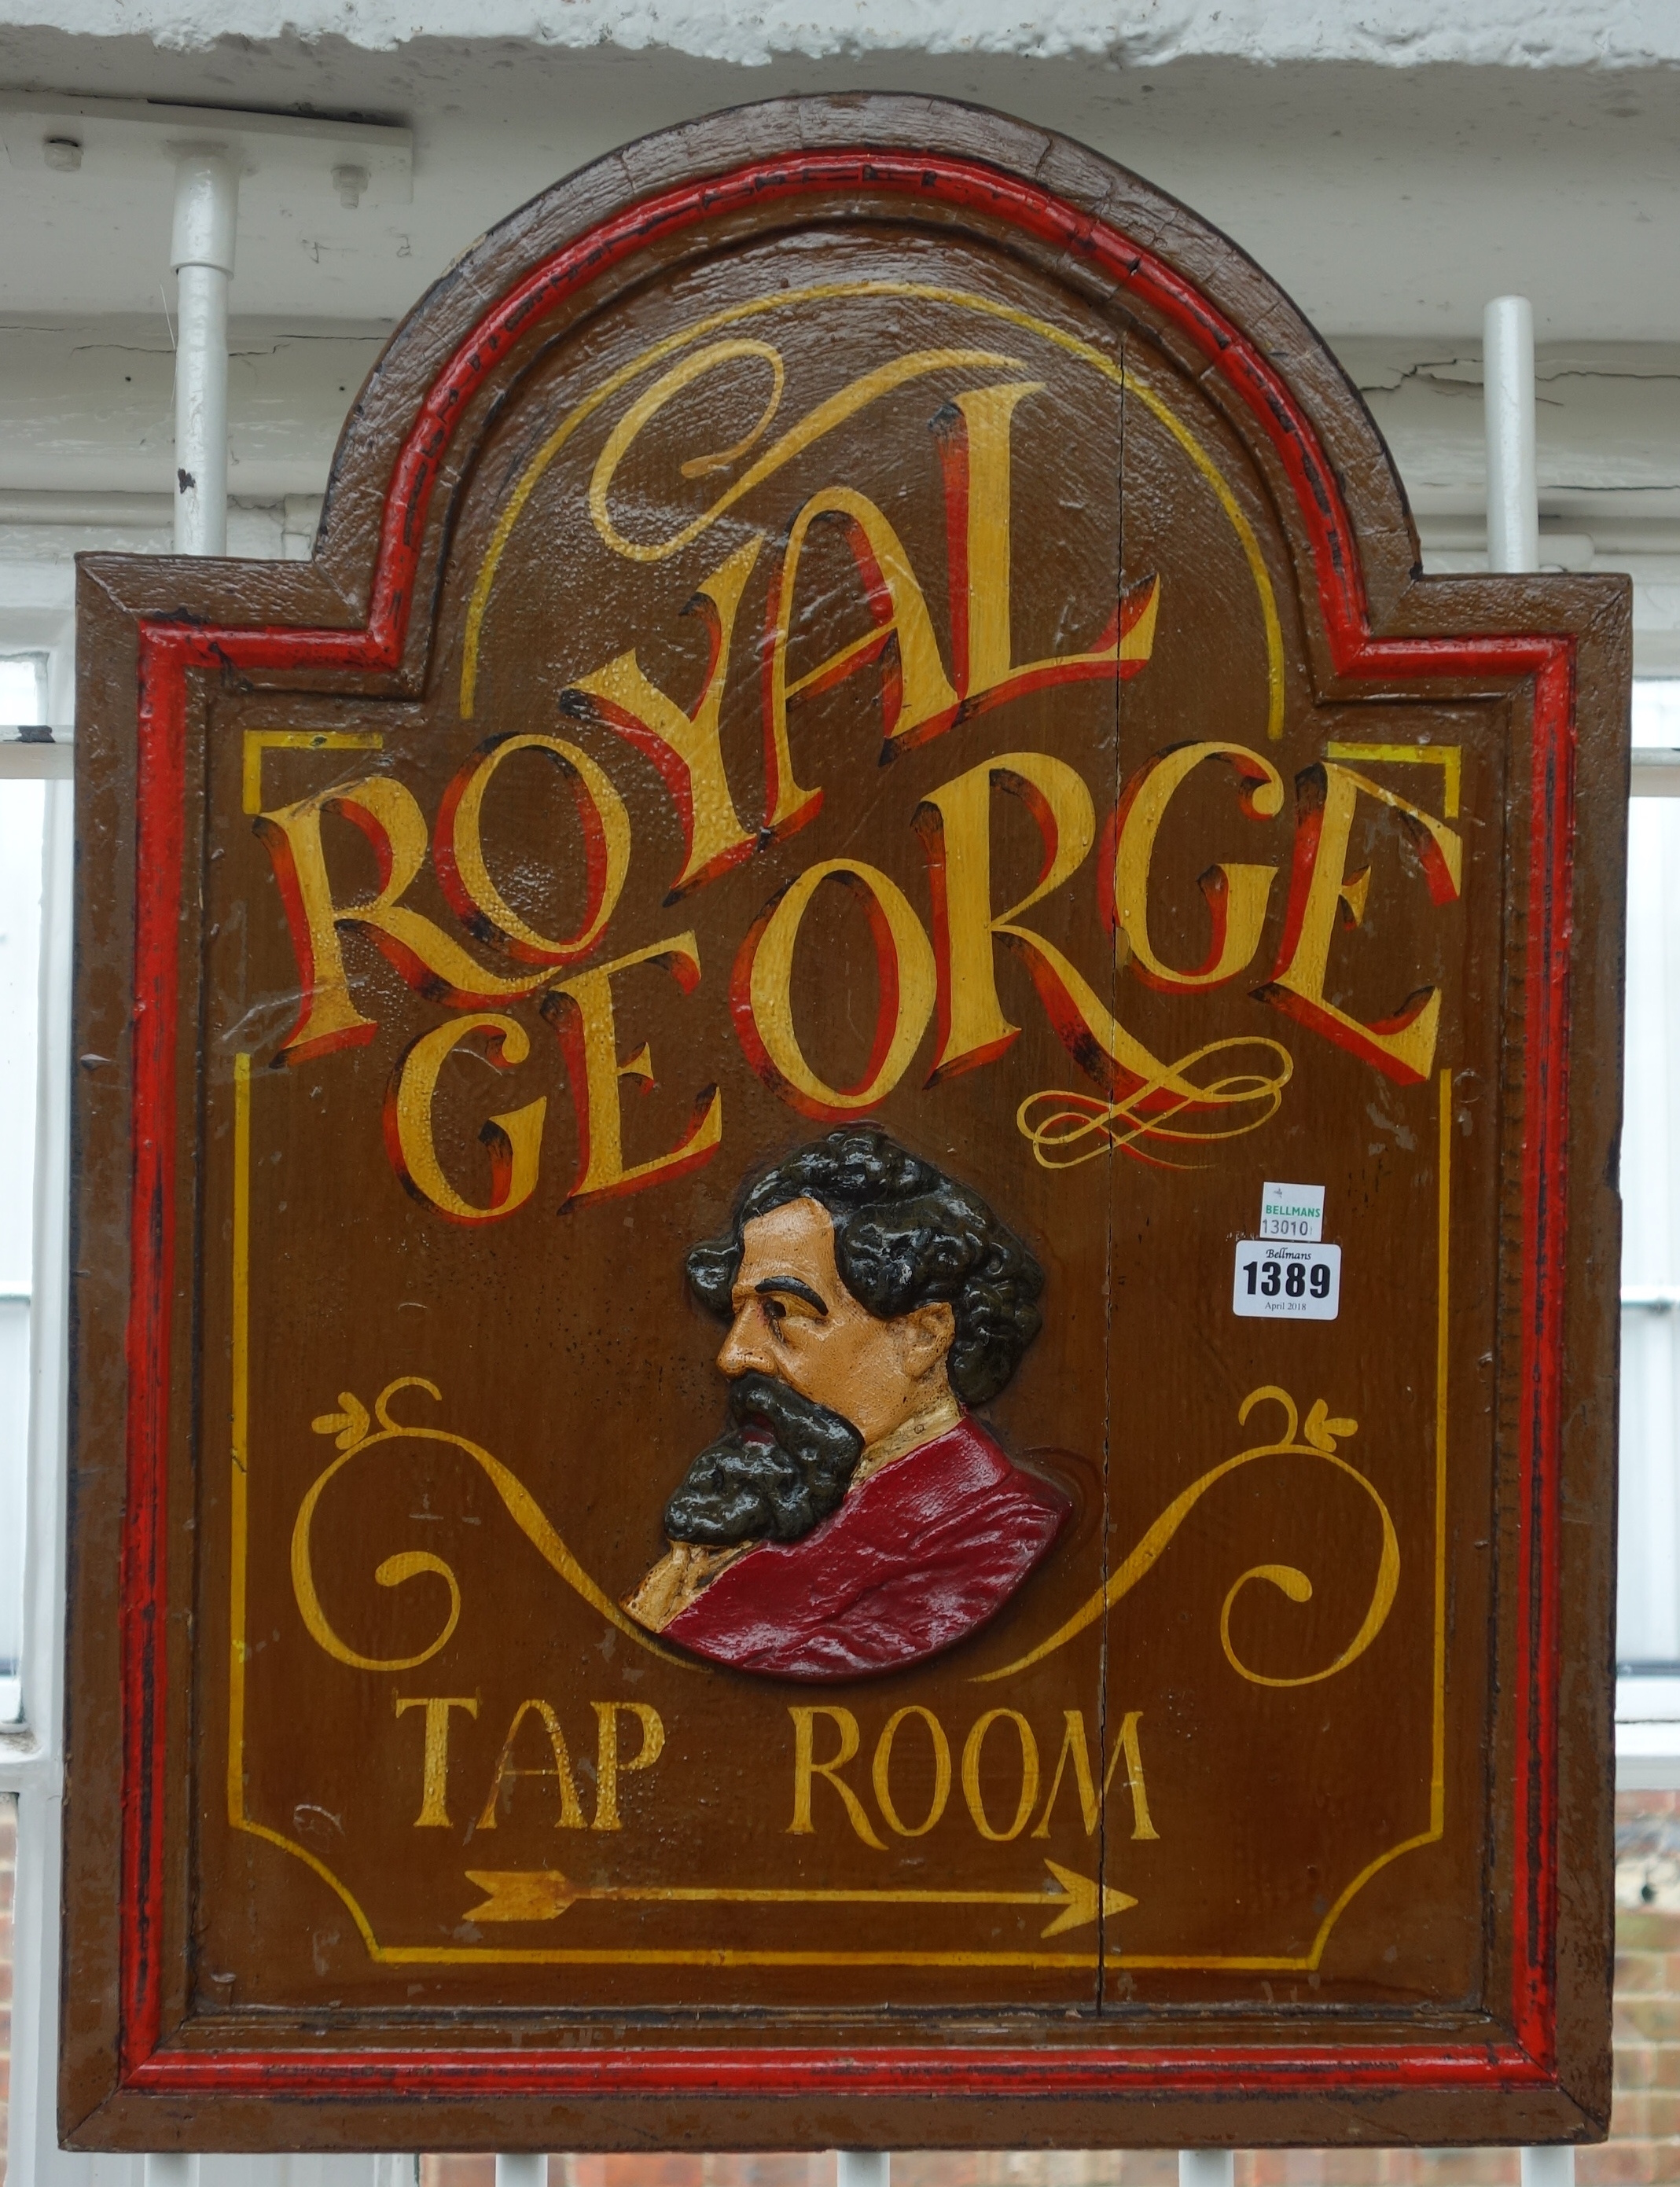 ROYAL
GEORGE
BELLMANS
13010
Bellmans
1389
April 2018
TAP ROOM